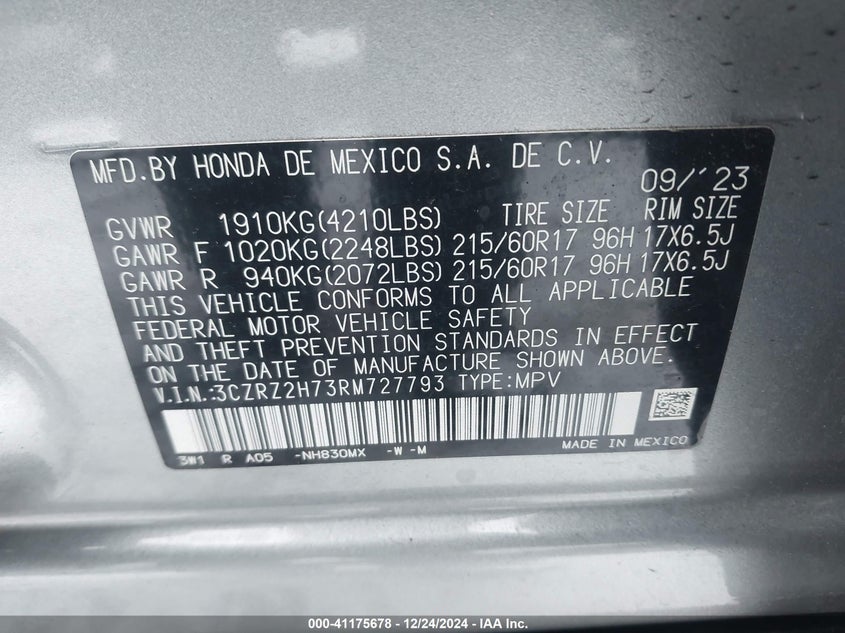 MFD.BY HONDA DE MEXICO S.A. DE C.V.
09/'23
GVWR 1910KG(4210LBS) TIRE SIZE RIM SIZE
GAWR F 1020KG(2248LBS) 215/60R17 96H 17X6.5J
GAWR R 940KG(2072LBS) 215/60R17 96H 17X6.5J
THIS VEHICLE CONFORMS TO ALL APPLICABLE
FEDERAL MOTOR VEHICLE SAFETY
AND THEFT PREVENTION STANDARDS IN EFFECT
ON THE DATE OF MANUFACTURE SHOWN ABOVE.
V.I.N.:3CZRZ2H73RM727793 TYPE:MPV
3W1 R A05 -NH830MX -W -M
MADE IN MEXICO
000-41175678 - 12/24/2024 - IAA Inc.